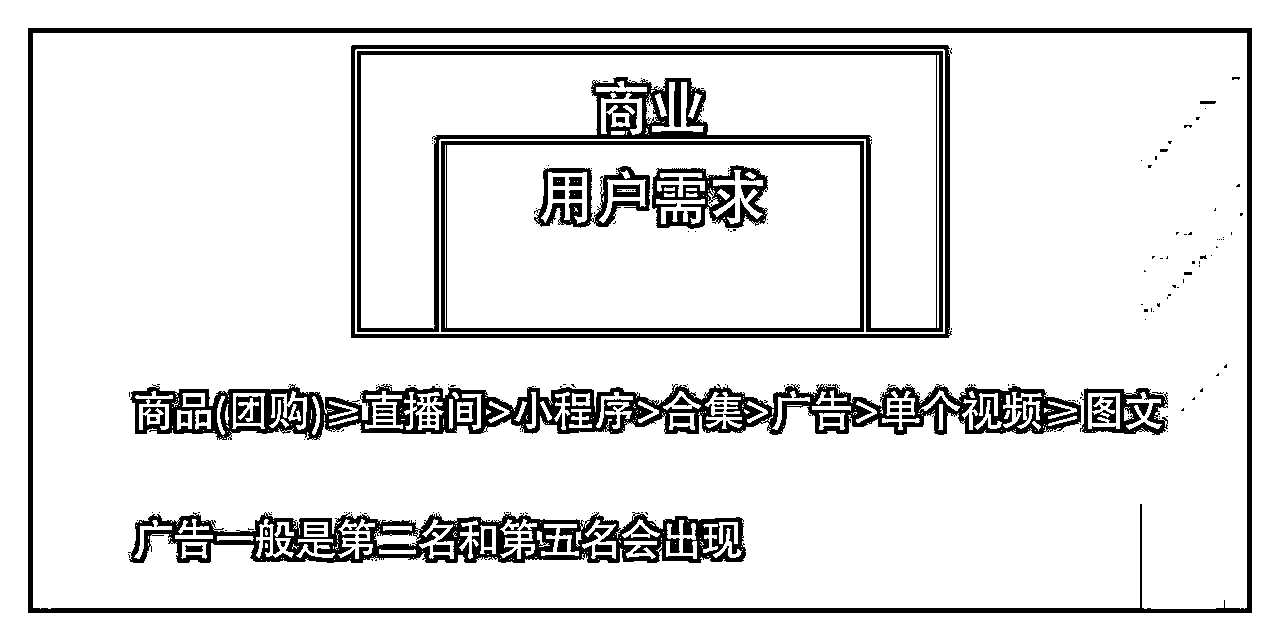 商业
用户需求
商品(团购)≥直播间>小程序>合集>广告>单个视频≥图文
广告一般是第二名和第五名会出现